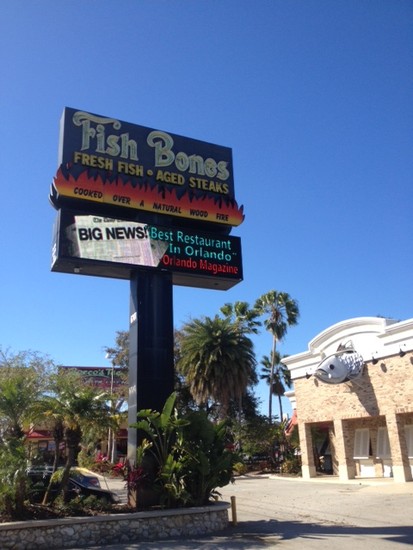 Fish Bones
FRESH FISH • AGED STEAKS
COOKED OVER A NATURAL WOOD FIRE
BIG NEWS!
"Best Restaurant
In Orlando"
Orlando Magazine